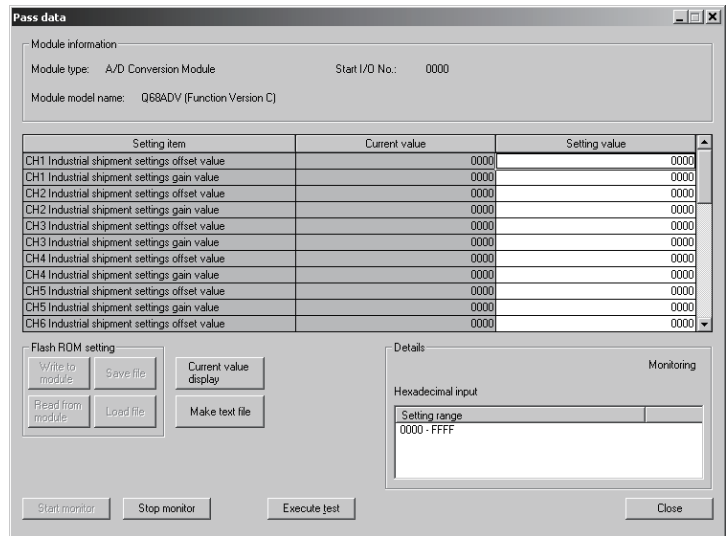 Pass data
Module information
Module type: A/D Conversion Module Start I/O No.: 0000
Module model name: Q68ADV (Function Version C)
Setting item Current value Setting value
CH1 Industrial shipment settings offset value 0000 0000
CH1 Industrial shipment settings gain value 0000 0000
CH2 Industrial shipment settings offset value 0000 0000
CH2 Industrial shipment settings gain value 0000 0000
CH3 Industrial shipment settings offset value 0000 0000
CH3 Industrial shipment settings gain value 0000 0000
CH4 Industrial shipment settings offset value 0000 0000
CH4 Industrial shipment settings gain value 0000 0000
CH5 Industrial shipment settings offset value 0000 0000
CH5 Industrial shipment settings gain value 0000 0000
CH6 Industrial shipment settings offset value 0000 0000
Flash ROM setting
Write to
module
Save file
Current value
display
Read from
module
Load file
Make text file
Details
Monitoring
Hexadecimal input
Setting range
0000 - FFFF
Start monitor Stop monitor Execute test Close